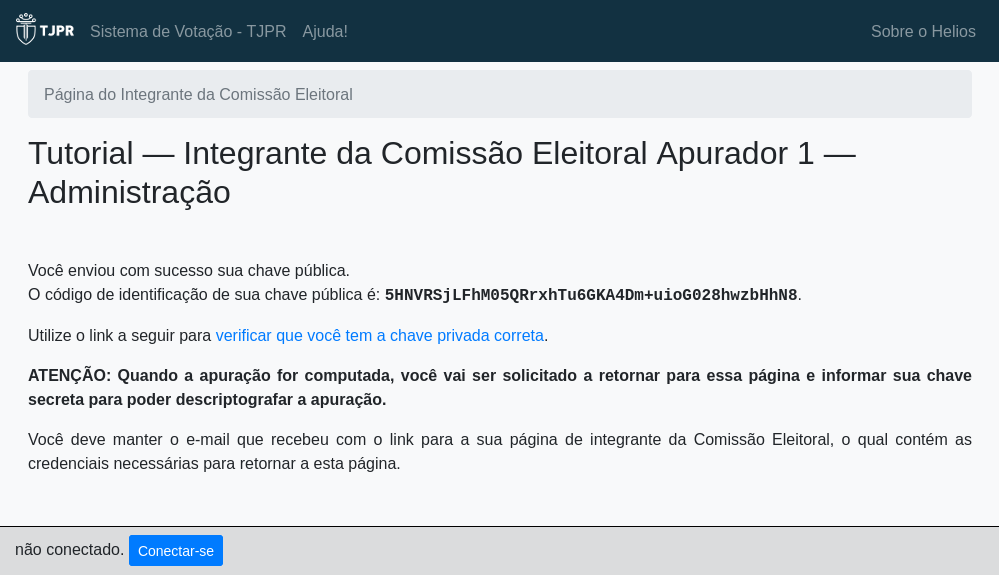 TJPR Sistema de Votação - TJPR Ajuda! Sobre o Helios
Página do Integrante da Comissão Eleitoral
Tutorial — Integrante da Comissão Eleitoral Apurador 1 —
Administração
Você enviou com sucesso sua chave pública.
O código de identificação de sua chave pública é: 5HNVRSjLFhM05QRrxhTu6GKA4Dm+uioG028hwzbHhN8.
Utilize o link a seguir para verificar que você tem a chave privada correta.
ATENÇÃO: Quando a apuração for computada, você vai ser solicitado a retornar para essa página e informar sua chave
secreta para poder descriptografar a apuração.
Você deve manter o e-mail que recebeu com o link para a sua página de integrante da Comissão Eleitoral, o qual contém as
credenciais necessárias para retornar a esta página.
não conectado. Conectar-se